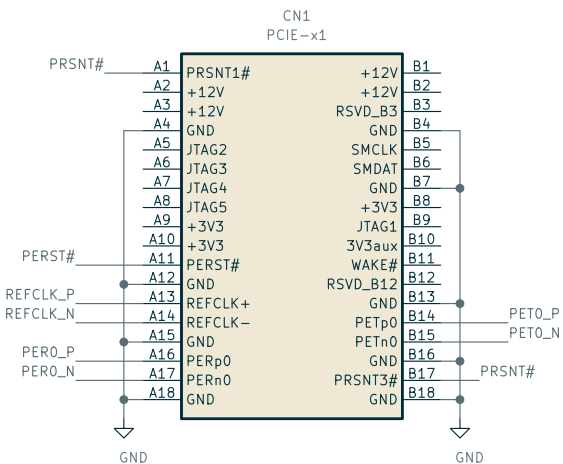 CN1
PCIE-x1
PRSNT# A1 PRSNT1# +12V B1
A2 +12V +12V B2
A3 +12V RSVD_B3 B3
A4 GND GND B4
A5 JTAG2 SMCLK B5
A6 JTAG3 SMDAT B6
A7 JTAG4 GND B7
A8 JTAG5 +3V3 B8
A9 +3V3 JTAG1 B9
A10 +3V3 3V3aux B10
PERST# A11 PERST# WAKE# B11
A12 GND RSVD_B12 B12
REFCLK_P A13 REFCLK+ GND B13
REFCLK_N A14 REFCLK- PETp0 B14 PET0_P
A15 GND PETn0 B15 PET0_N
PER0_P A16 PERp0 GND B16
PER0_N A17 PERn0 PRSNT3# B17 PRSNT#
A18 GND GND B18
GND GND